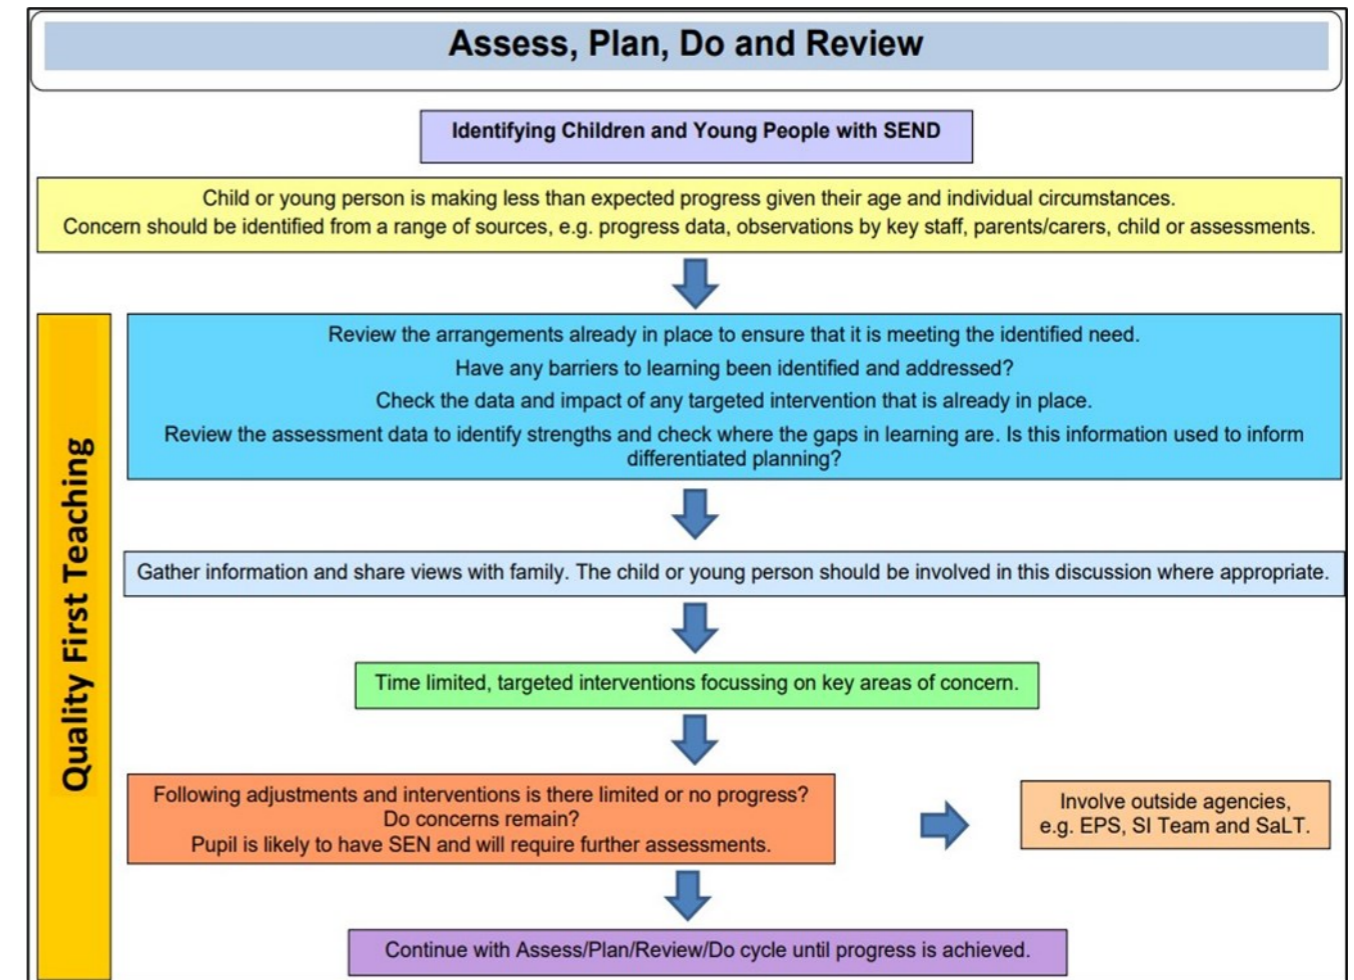 Assess, Plan, Do and Review
Identifying Children and Young People with SEND
Child or young person is making less than expected progress given their age and individual circumstances.
Concern should be identified from a range of sources, e.g. progress data, observations by key staff, parents/carers, child or assessments.
Quality First Teaching
Review the arrangements already in place to ensure that it is meeting the identified need.
Have any barriers to learning been identified and addressed?
Check the data and impact of any targeted intervention that is already in place.
Review the assessment data to identify strengths and check where the gaps in learning are. Is this information used to inform
differentiated planning?
Gather information and share views with family. The child or young person should be involved in this discussion where appropriate.
Time limited, targeted interventions focussing on key areas of concern.
Following adjustments and interventions is there limited or no progress?
Do concerns remain?
Pupil is likely to have SEN and will require further assessments.
Involve outside agencies,
e.g. EPS, SI Team and SaLT.
Continue with Assess/Plan/Review/Do cycle until progress is achieved.